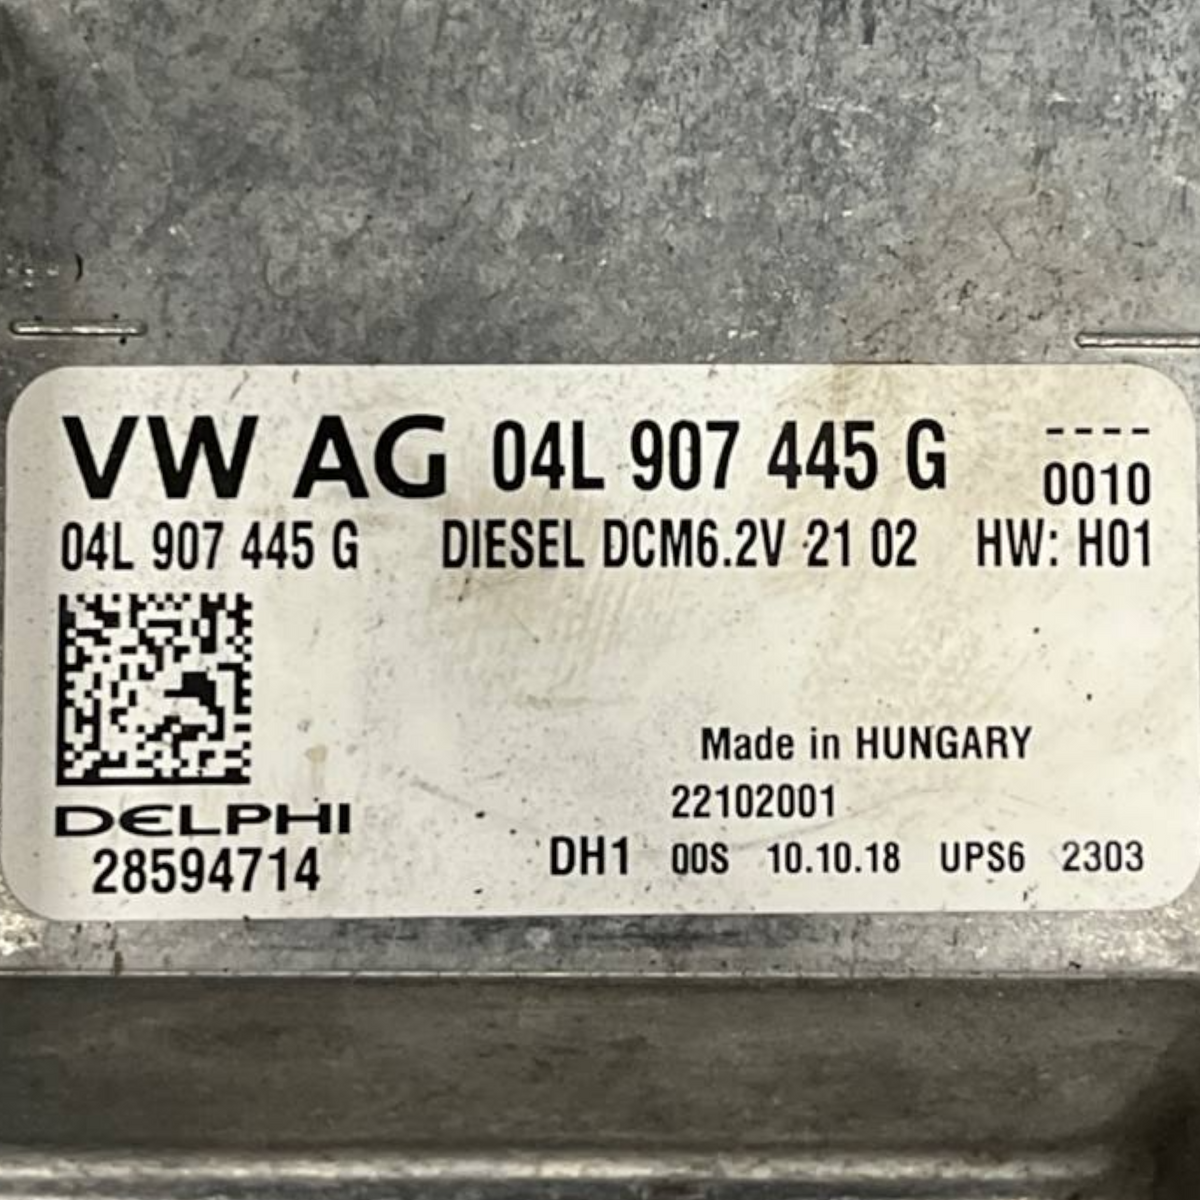 VW AG 04L 907 445 G ----
0010
04L 907 445 G DIESEL DCM6.2V 21 02 HW: H01
Made in HUNGARY
22102001
DELPHI
28594714 DH1 00S 10.10.18 UPS6 2303